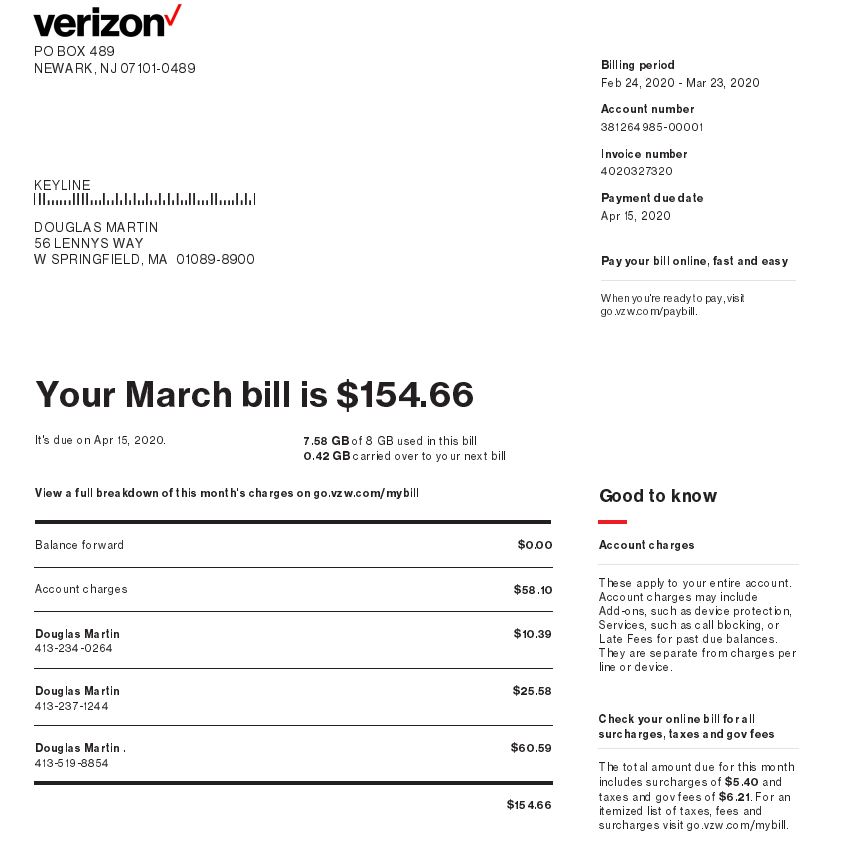 verizon
PO BOX 489
NEWARK, NJ 07101-0489
Billing period
Feb 24, 2020 - Mar 23, 2020
Account number
381264985-00001
Invoice number
4020327320
Payment due date
Apr 15, 2020
KEYLINE
DOUGLAS MARTIN
56 LENNYS WAY
W SPRINGFIELD, MA 01089-8900
Pay your bill online, fast and easy
When you're ready to pay, visit
go.vzw.com/paybill.
Your March bill is $154.66
It's due on Apr 15, 2020.
7.58 GB of 8 GB used in this bill
0.42 GB carried over to your next bill
View a full breakdown of this month's charges on go.vzw.com/mybill
Balance forward $0.00
Account charges $58.10
Douglas Martin $10.39
413-234-0264
Douglas Martin $25.58
413-237-1244
Douglas Martin . $60.59
413-519-8854
$154.66
Good to know
Account charges
These apply to your entire account.
Account charges may include
Add-ons, such as device protection,
Services, such as call blocking, or
Late Fees for past due balances.
They are separate from charges per
line or device.
Check your online bill for all
surcharges, taxes and gov fees
The total amount due for this month
includes surcharges of $5.40 and
taxes and gov fees of $6.21. For an
itemized list of taxes, fees and
surcharges visit go.vzw.com/mybill.